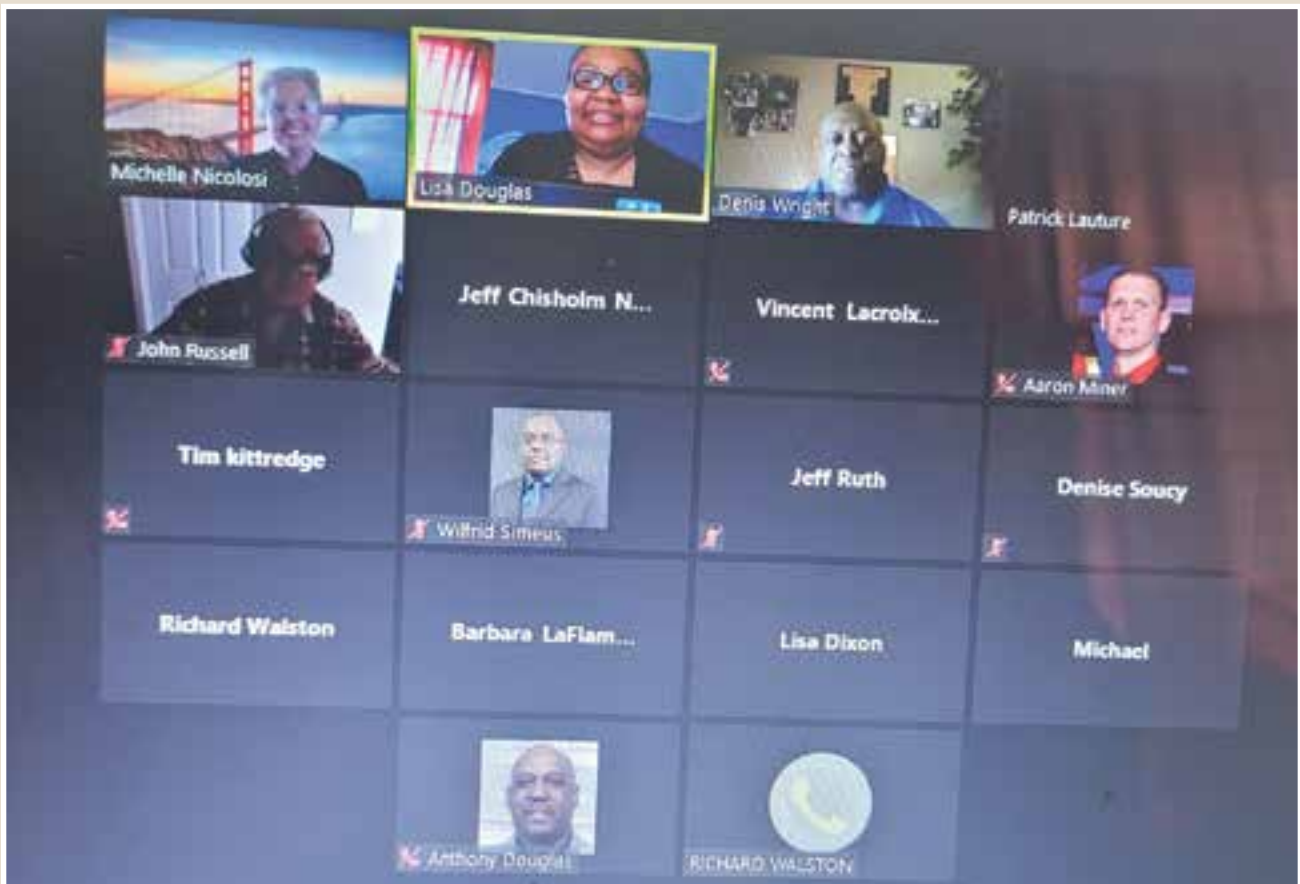 Michelle Nicolosi
Lisa Douglas
Denis Wright
Patrick Lauture
John Russell
Jeff Chisholm N...
Vincent Lacroix...
Aaron Miner
Tim kittredge
Wilfrid Simeus
Jeff Ruth
Denise Soucy
Richard Walston
Barbara LaFlam...
Lisa Dixon
Michael
Anthony Douglas
RICHARD WALSTON